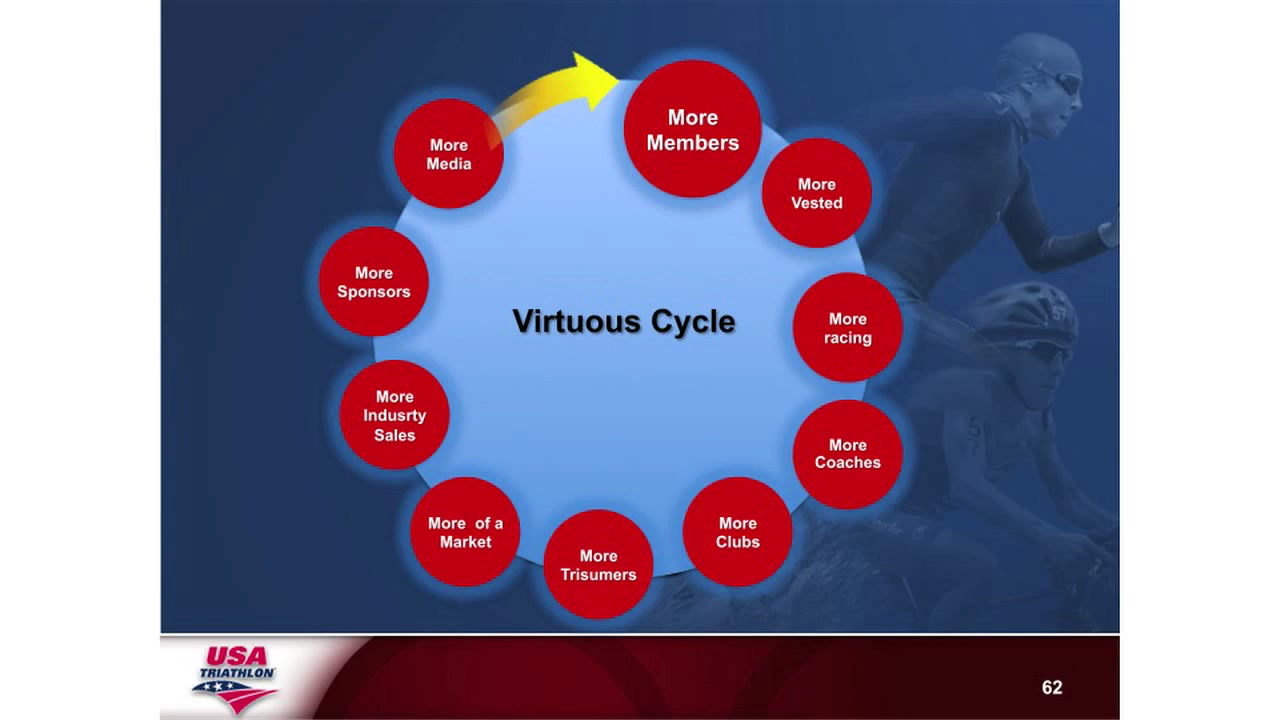 More
Members
More
Vested
More
racing
More
Coaches
More
Clubs
More
Trisumers
More of a
Market
More
Indusrty
Sales
More
Sponsors
More
Media
Virtuous Cycle
57
USA
TRIATHLON
62